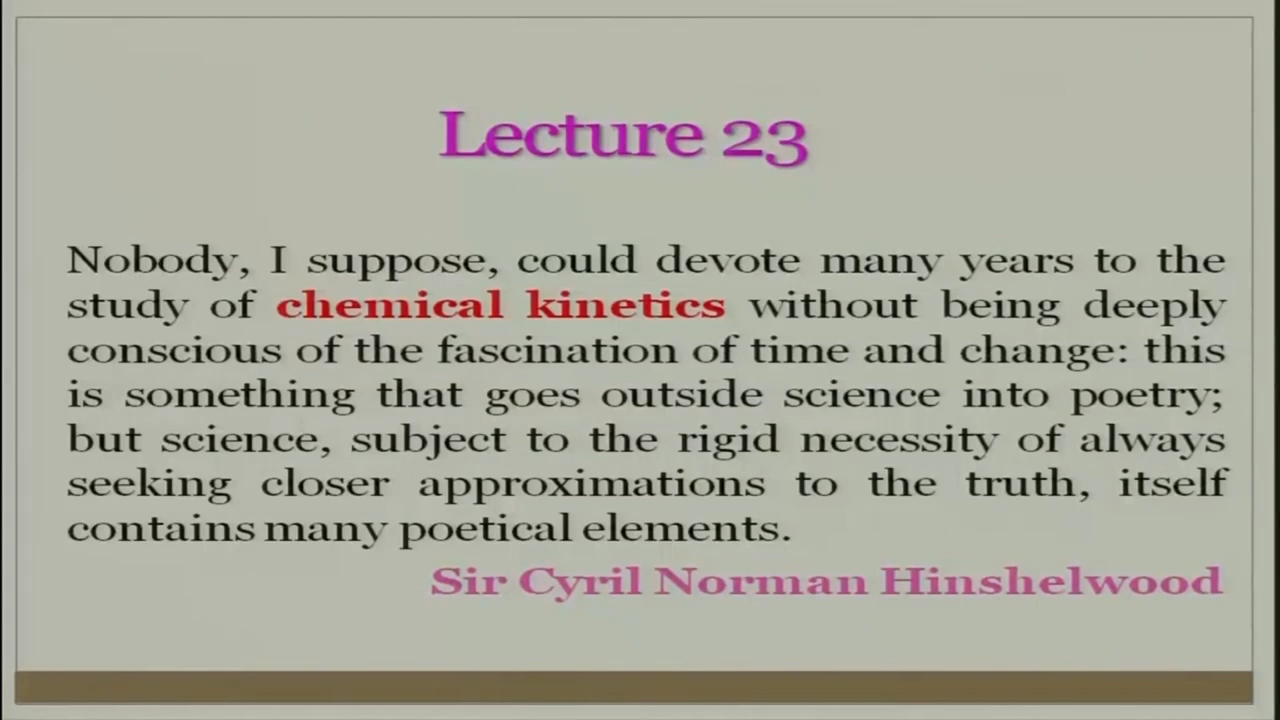 Lecture 23
Nobody, I suppose, could devote many years to the
study of chemical kinetics without being deeply
conscious of the fascination of time and change: this
is something that goes outside science into poetry;
but science, subject to the rigid necessity of always
seeking closer approximations to the truth, itself
contains many poetical elements.
Sir Cyril Norman Hinshelwood